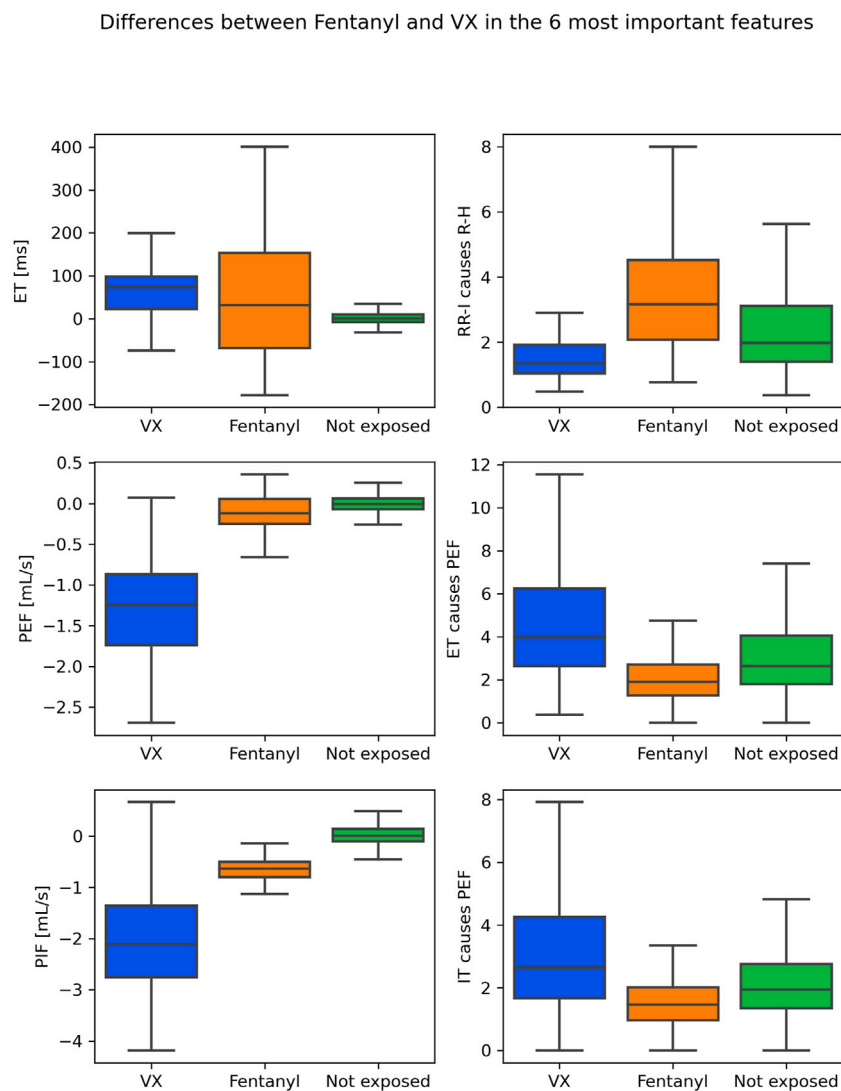 Differences between Fentanyl and VX in the 6 most important features
ET [ms]
400
300
200
100
0
−100
−200
VX Fentanyl Not exposed
RR-I causes R-H
8
6
4
2
0
VX Fentanyl Not exposed
PEF [mL/s]
0.5
0.0
−0.5
−1.0
−1.5
−2.0
−2.5
VX Fentanyl Not exposed
ET causes PEF
12
10
8
6
4
2
0
VX Fentanyl Not exposed
PIF [mL/s]
0
−1
−2
−3
−4
VX Fentanyl Not exposed
IT causes PEF
8
6
4
2
0
VX Fentanyl Not exposed